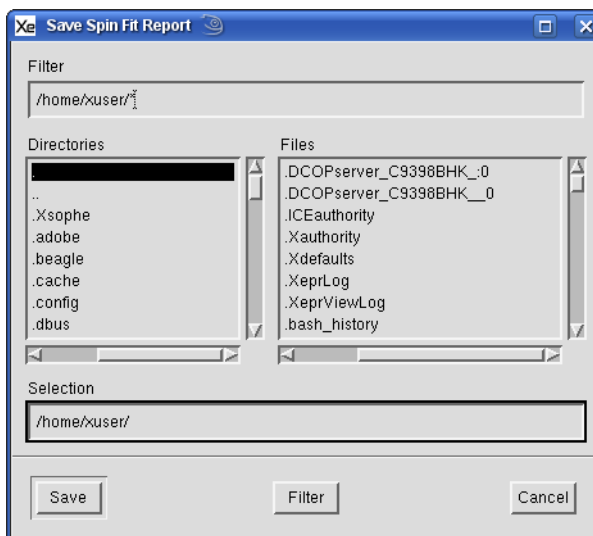 Xe Save Spin Fit Report
Filter
/home/xuser/*
Directories
Files
.
..
.Xsophe
.adobe
.beagle
.cache
.config
.dbus
.DCOPserver_C9398BHK_:0
.DCOPserver_C9398BHK__0
.ICEauthority
.Xauthority
.Xdefaults
.XeprLog
.XeprViewLog
.bash_history
Selection
/home/xuser/
Save Filter Cancel